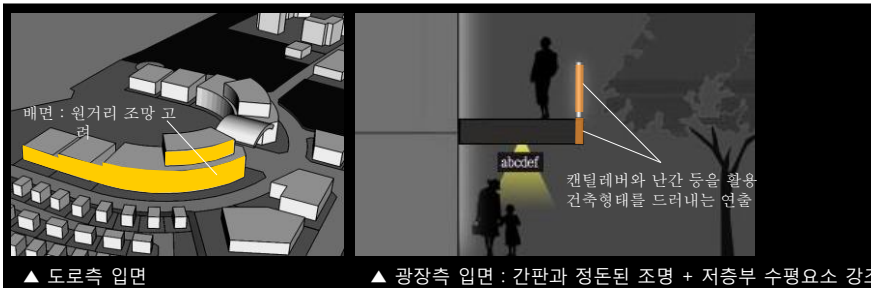 배면 : 원거리 조망 고
려
abcdef
캔틸레버와 난간 등을 활용
건축형태를 드러내는 연출
▲ 도로측 입면
▲ 광장측 입면 : 간판과 정돈된 조명 + 저층부 수평요소 강조